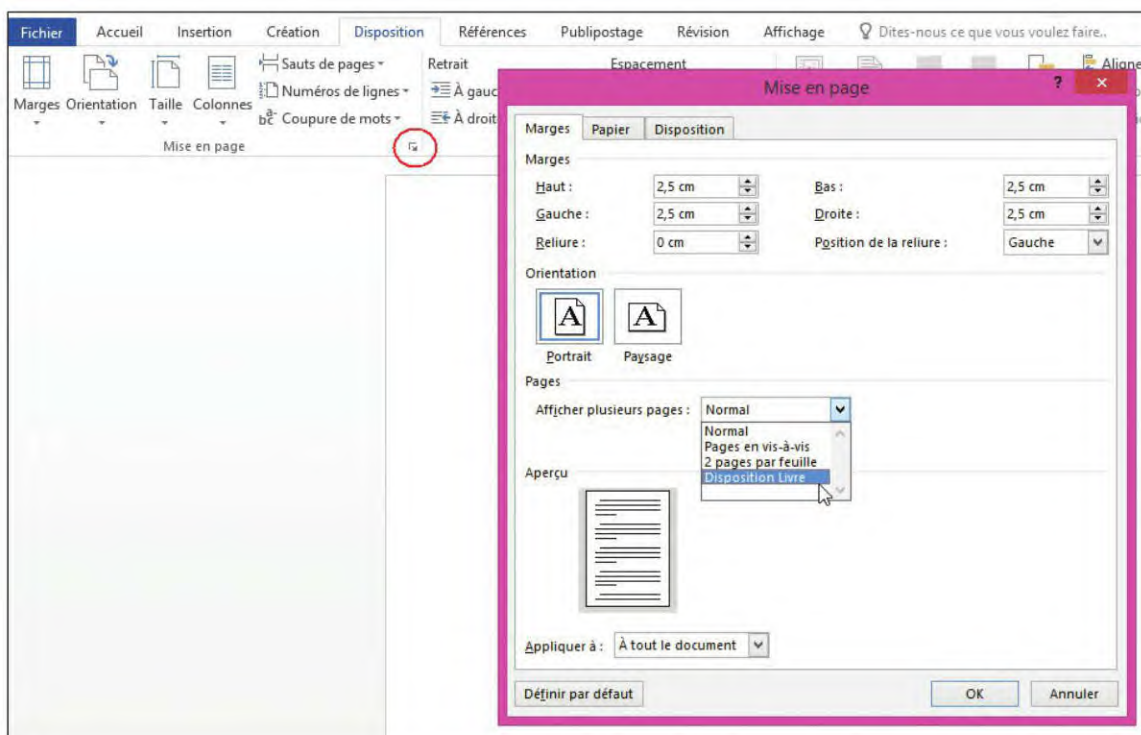 Fichier Accueil Insertion Création Disposition Références Publipostage Révision Affichage Dites-nous ce que vous voulez faire..
Sauts de pages Retrait Espacement Aligne
Marges Orientation Taille Colonnes Numéros de lignes À gauc
Coupure de mots À droit
Mise en page
Mise en page ?
Marges Papier Disposition
Marges
Haut : 2,5 cm Bas : 2,5 cm
Gauche : 2,5 cm Droite : 2,5 cm
Reliure : 0 cm Position de la reliure : Gauche
Orientation
A A
Portrait Paysage
Pages
Afficher plusieurs pages : Normal
Normal
Pages en vis-à-vis
2 pages par feuille
Disposition Livre
Aperçu
Appliquer à : À tout le document
Définir par défaut OK Annuler